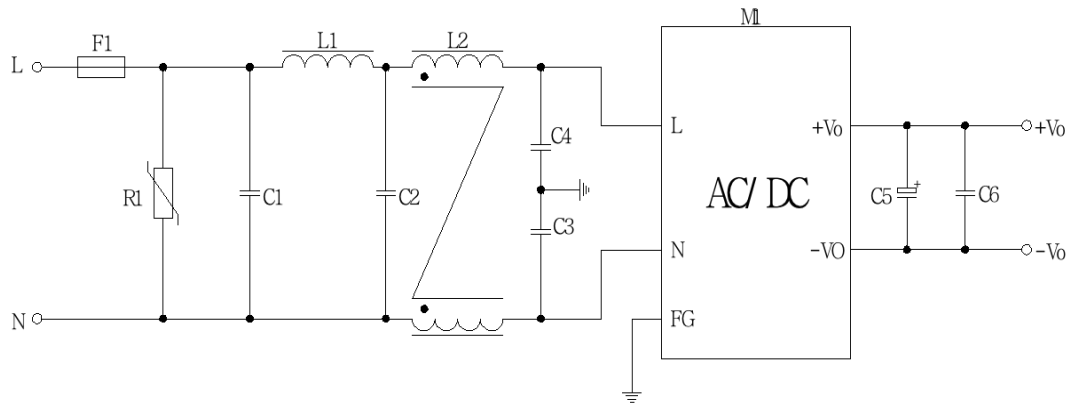 M1
F1
L1
L2
L
L
+Vo
+Vo
C4
R1
C1
C2
AC/DC
C5
+
C6
C3
N
-VO
-Vo
N
FG